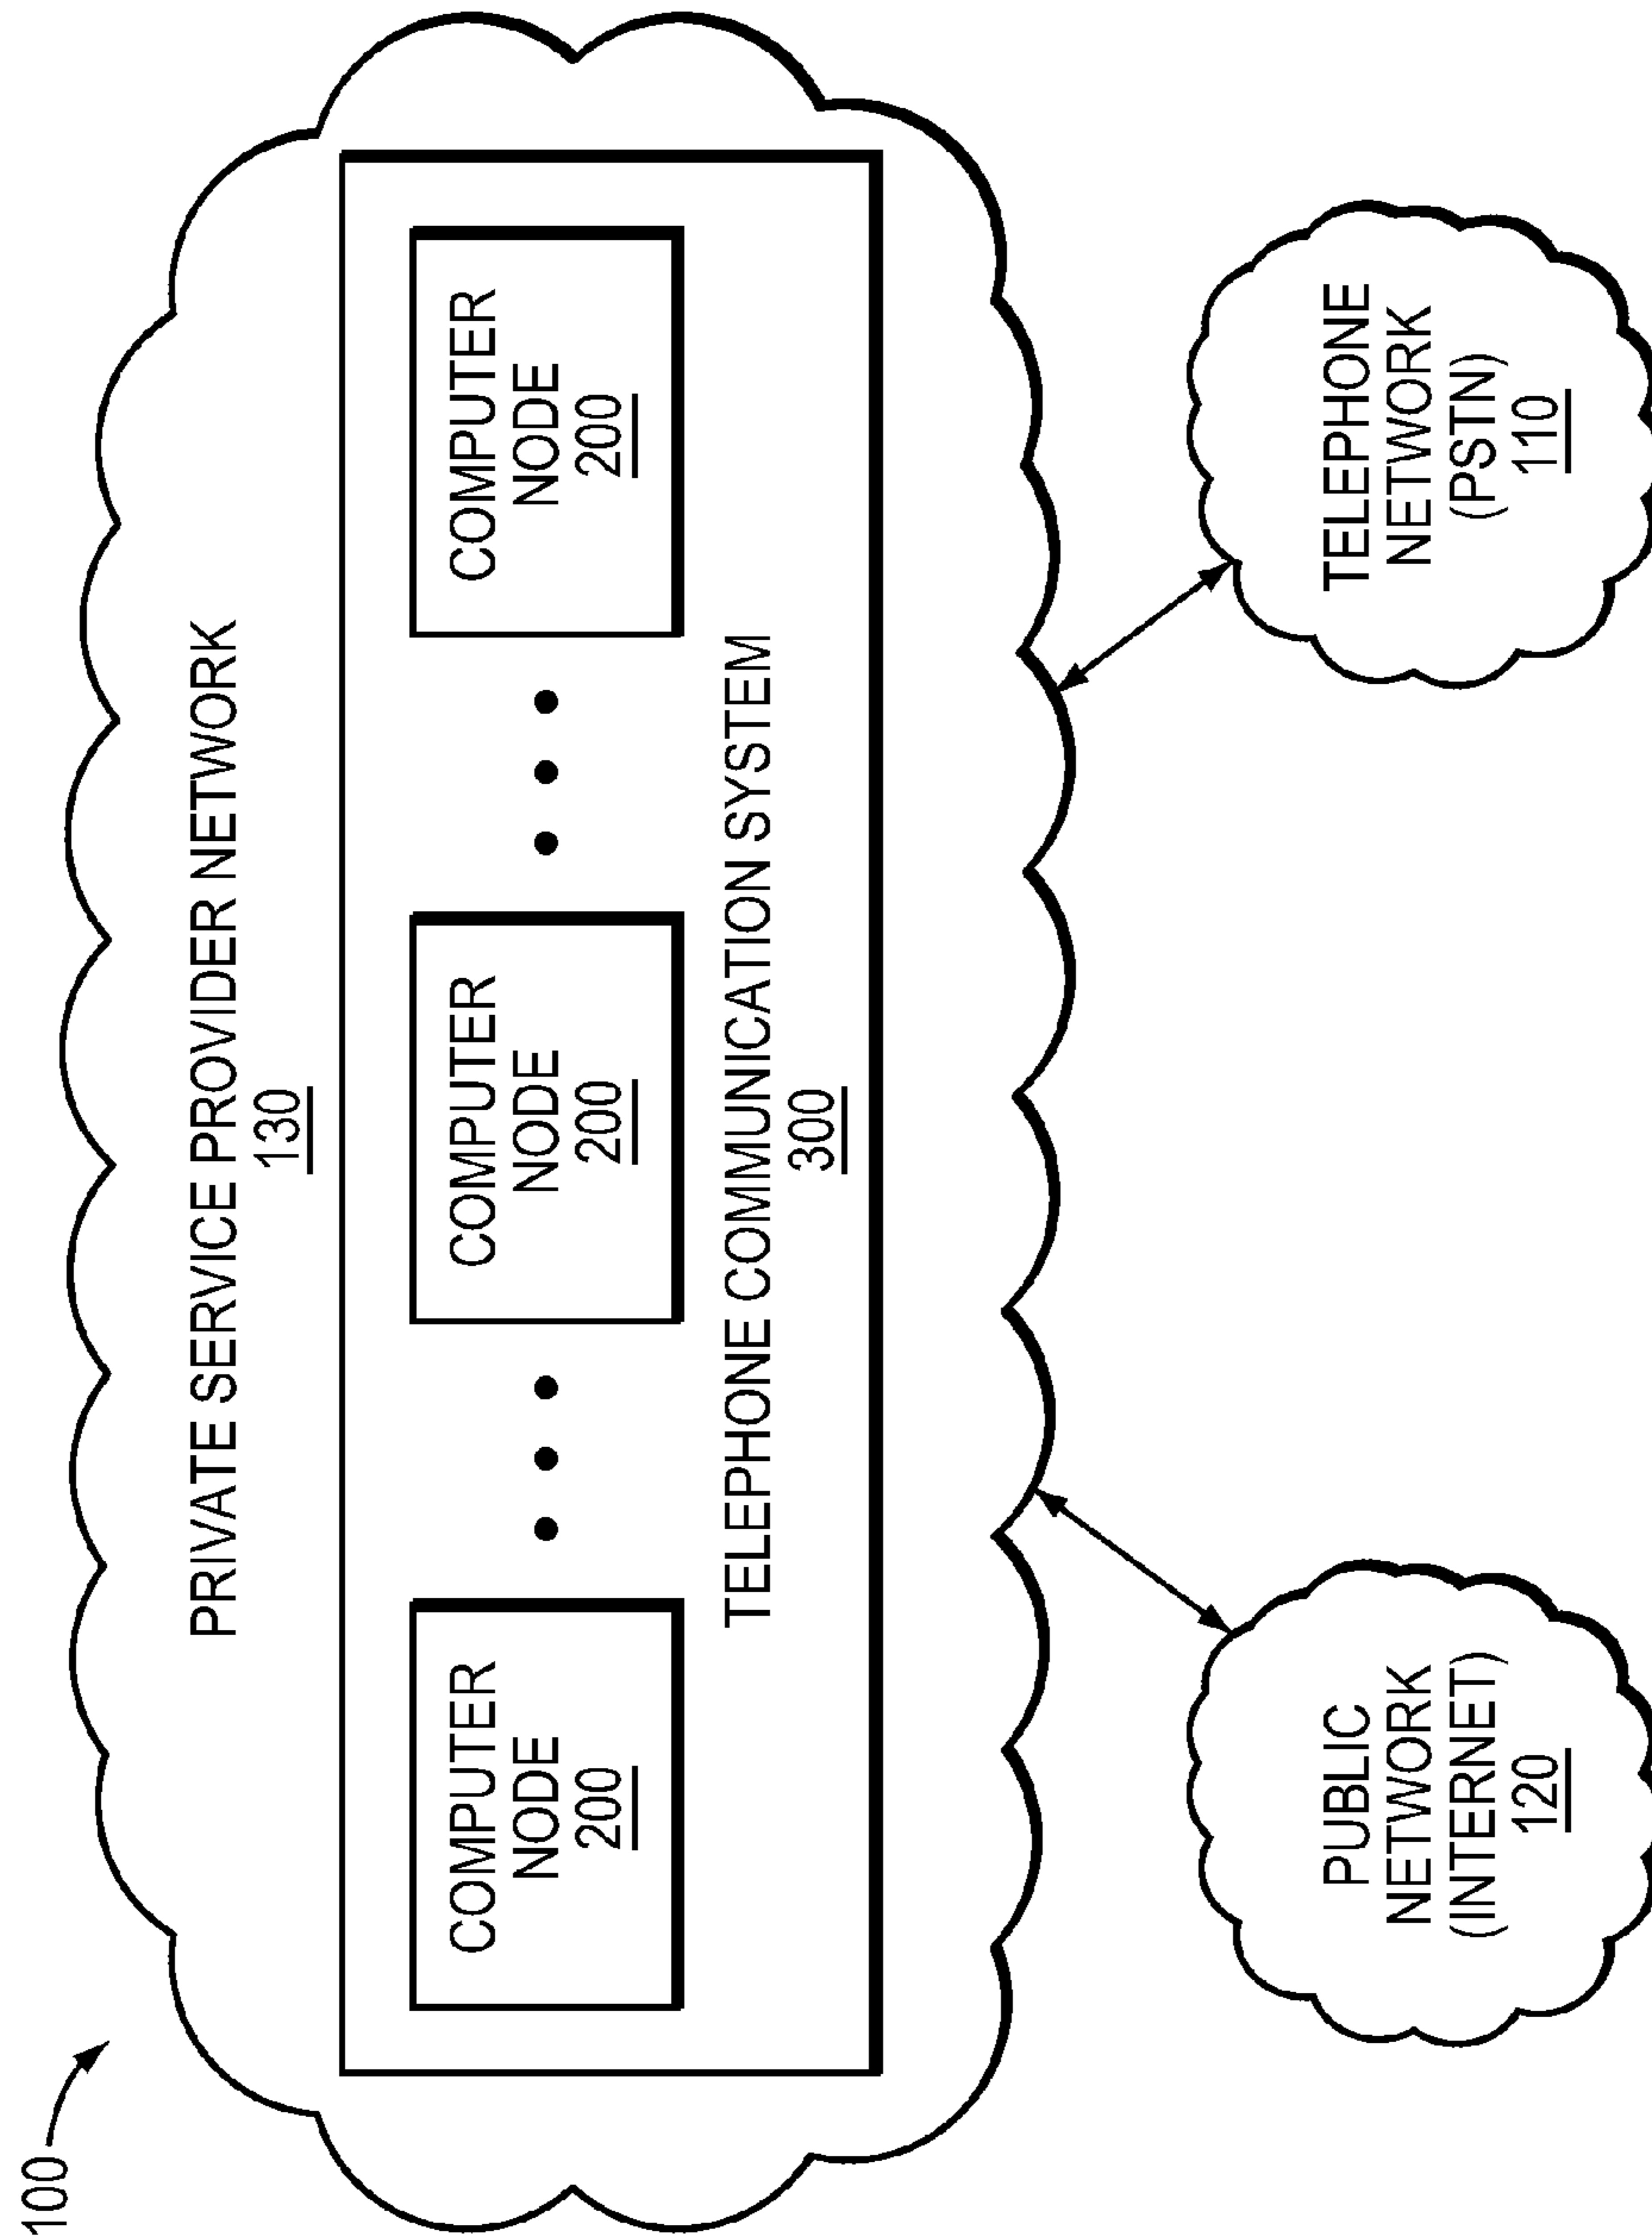 100
PRIVATE SERVICE PROVIDER NETWORK
130
COMPUTER
NODE
200
COMPUTER
NODE
200
COMPUTER
NODE
200
TELEPHONE COMMUNICATION SYSTEM
300
PUBLIC
NETWORK
(INTERNET)
120
TELEPHONE
NETWORK
(PSTN)
110